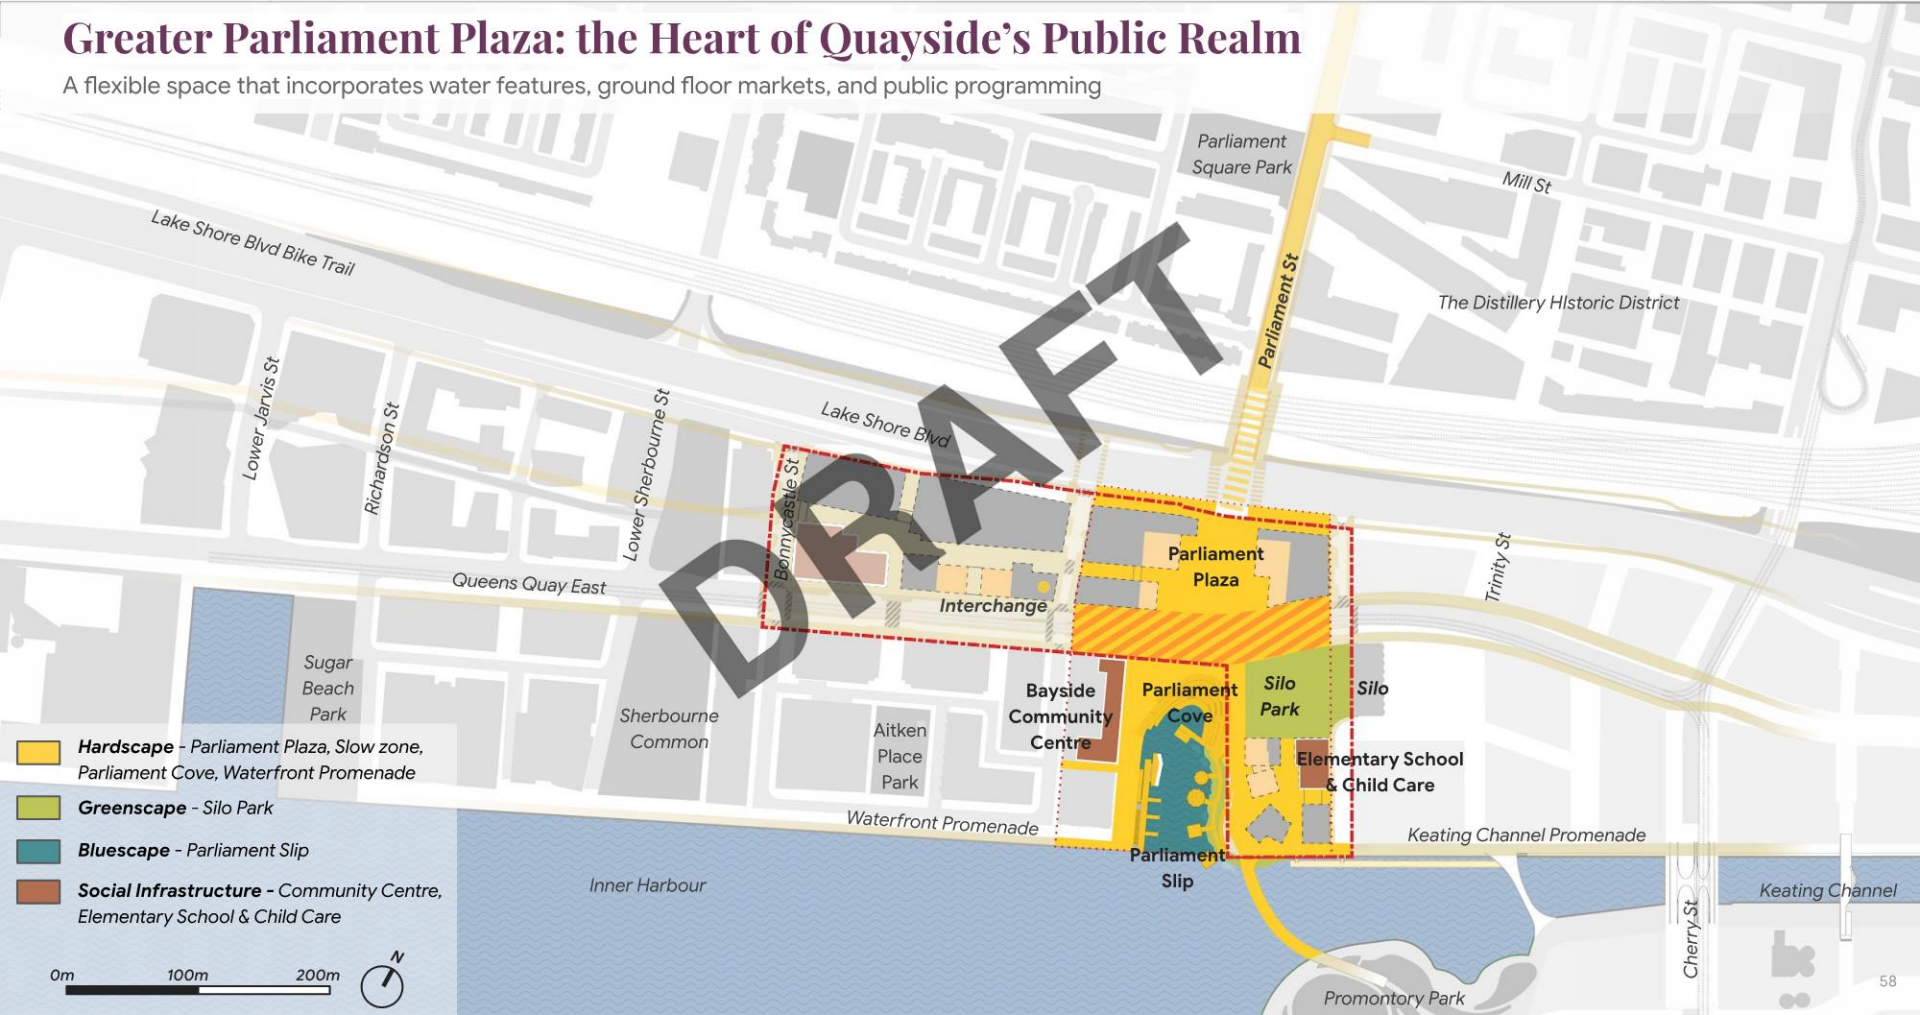 Greater Parliament Plaza: the Heart of Quayside’s Public Realm
A flexible space that incorporates water features, ground floor markets, and public programming
Parliament
Square Park
Mill St
Lake Shore Blvd Bike Trail
Parliament St
The Distillery HIstoric District
Lower Jarvis St
Richardson St
Lower Sherbourne St
Lake Shore Blvd
Bonnycastle St
DRAFT
Queens Quay East
Interchange
Parliament
Plaza
Trinity St
Sugar
Beach
Park
Sherbourne
Common
Aitken
Place
Park
Bayside
Community
Centre
Parliament
Cove
Silo
Park
Silo
Elementary School
& Child Care
Waterfront Promenade
Keating Channel Promenade
Parliament
Slip
Inner Harbour
Keating Channel
Cherry St
Promontory Park
Hardscape - Parliament Plaza, Slow zone,
Parliament Cove, Waterfront Promenade
Greenscape - Silo Park
Bluescape - Parliament Slip
Social Infrastructure - Community Centre,
Elementary School & Child Care
0m 100m 200m
N
58